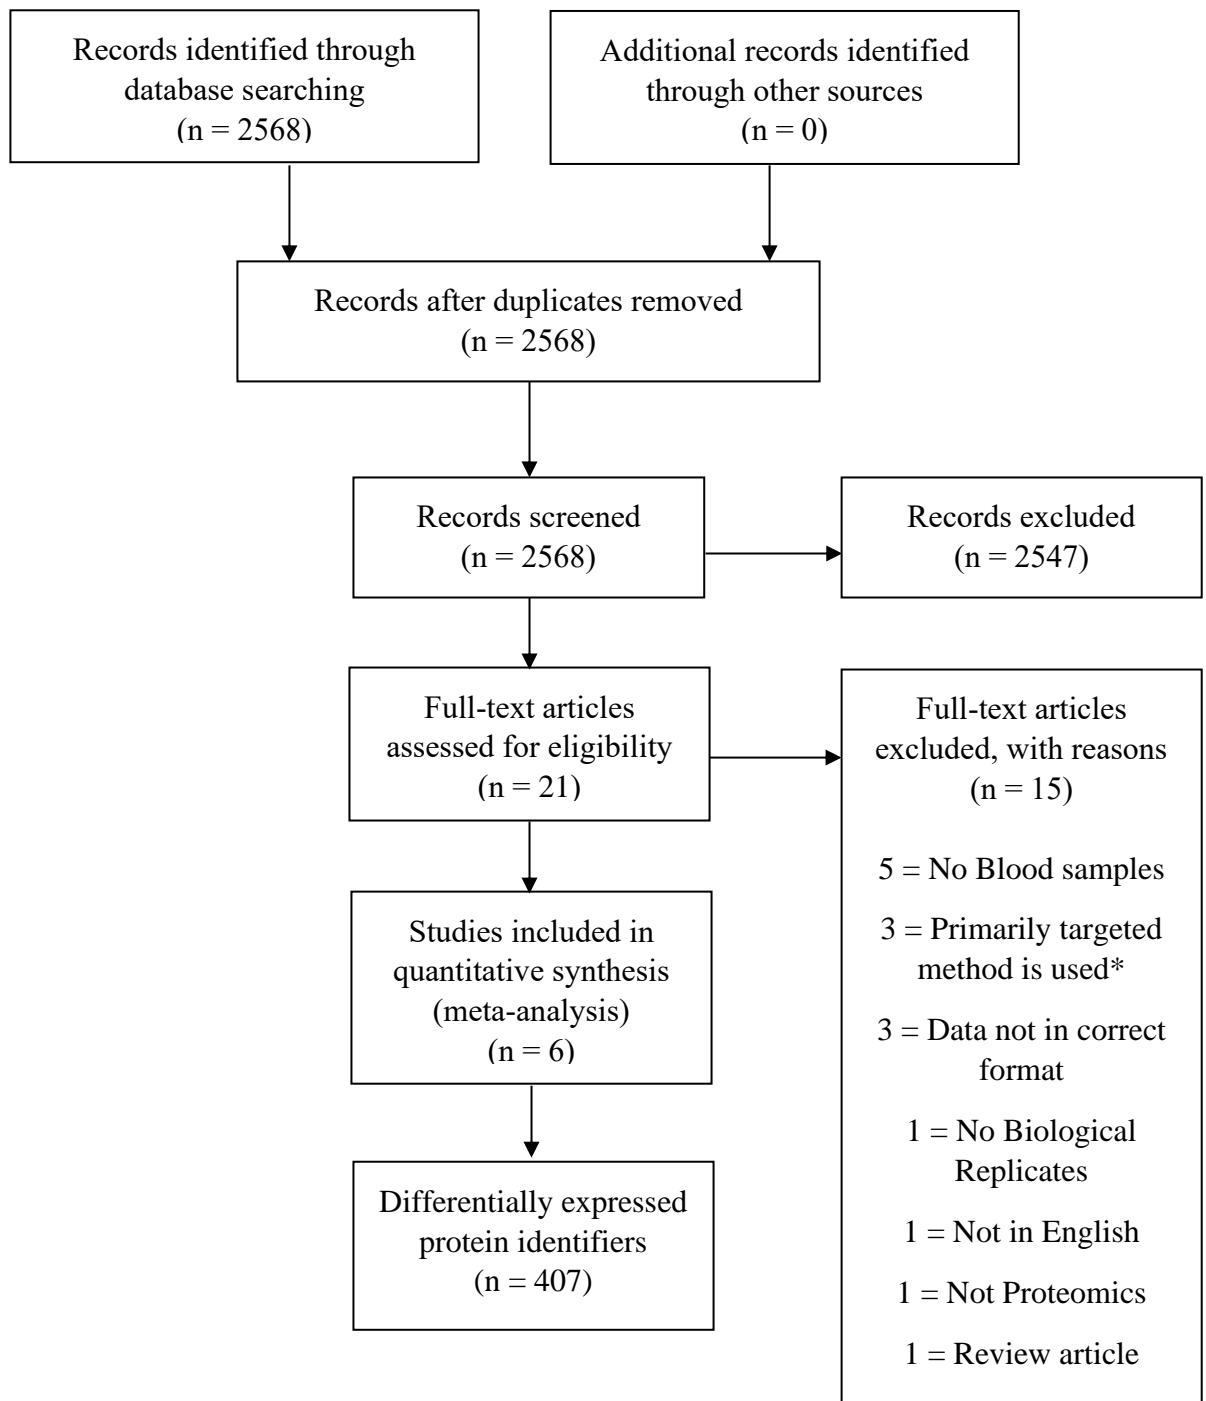 Records identified through
database searching
(n = 2568)
Additional records identified
through other sources
(n = 0)
Records after duplicates removed
(n = 2568)
Records screened
(n = 2568)
Records excluded
(n = 2547)
Full-text articles
assessed for eligibility
(n = 21)
Full-text articles
excluded, with reasons
(n = 15)
5 = No Blood samples
3 = Primarily targeted
method is used*
3 = Data not in correct
format
1 = No Biological
Replicates
1 = Not in English
1 = Not Proteomics
1 = Review article
Studies included in
quantitative synthesis
(meta-analysis)
(n = 6)
Differentially expressed
protein identifiers
(n = 407)